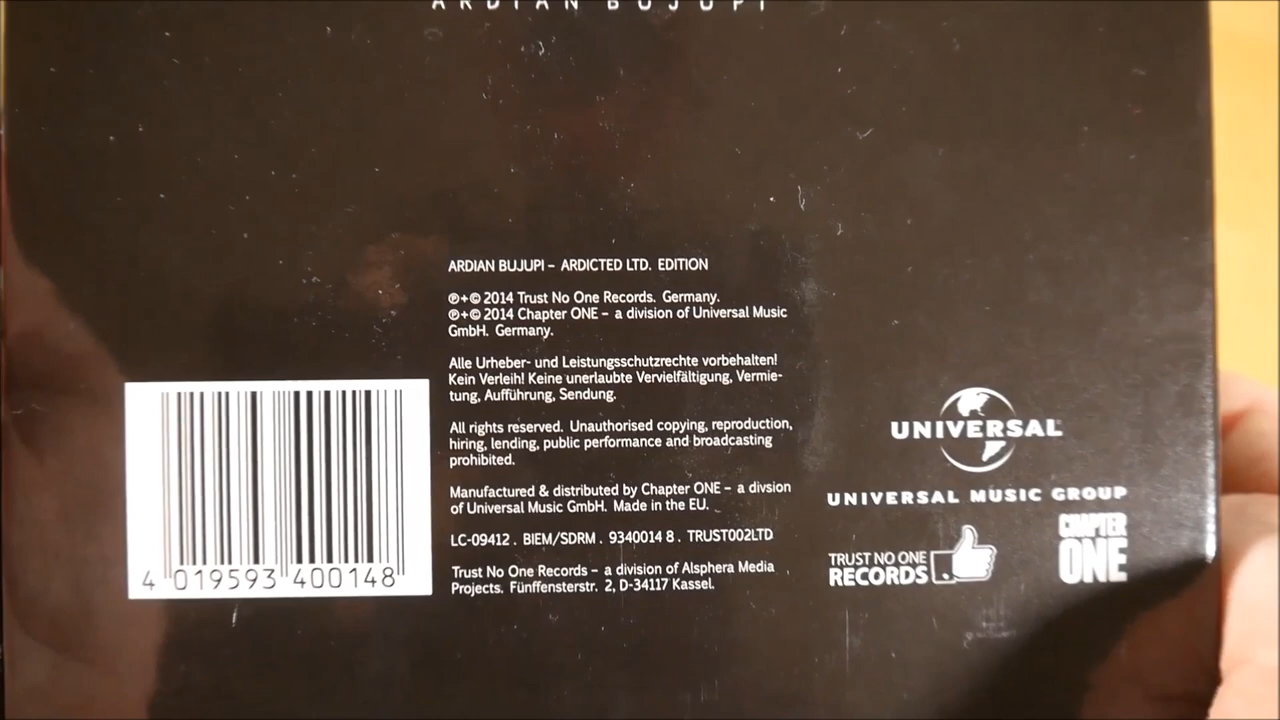 ARDIAN BUJUPI
ARDIAN BUJUPI – ARDICTED LTD. EDITION
℗+© 2014 Trust No One Records. Germany.
℗+© 2014 Chapter ONE – a division of Universal Music
GmbH. Germany.
Alle Urheber- und Leistungsschutzrechte vorbehalten!
Kein Verleih! Keine unerlaubte Vervielfältigung, Vermie-
tung, Aufführung, Sendung.
All rights reserved. Unauthorised copying, reproduction,
hiring, lending, public performance and broadcasting
prohibited.
Manufactured & distributed by Chapter ONE – a divsion
of Universal Music GmbH. Made in the EU.
LC-09412 . BIEM/SDRM . 9340014 8 . TRUST002LTD
Trust No One Records – a division of Alsphera Media
Projects. Fünffensterstr. 2, D-34117 Kassel.
4 019593 400148
UNIVERSAL
UNIVERSAL MUSIC GROUP
TRUST NO ONE
RECORDS
CHAPTER
ONE